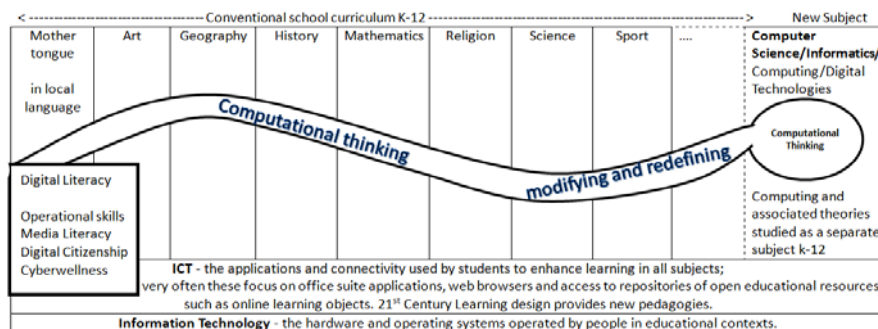 < ------------------------ Conventional school curriculum K-12 ------------------------ >
New Subject
Mother tongue
in local language
Art
Geography
History
Mathematics
Religion
Science
Sport
....
Computer
Science/Informatics/
Computing/Digital
Technologies
Computational thinking
modifying and redefining
Computational
Thinking
Digital Literacy
Operational skills
Media Literacy
Digital Citizenship
Cyberwellness
Computing and
associated theories
studied as a separate
subject k-12
ICT - the applications and connectivity used by students to enhance learning in all subjects;
very often these focus on office suite applications, web browsers and access to repositories of open educational resources
such as online learning objects. 21st Century Learning design provides new pedagogies.
Information Technology - the hardware and operating systems operated by people in educational contexts.